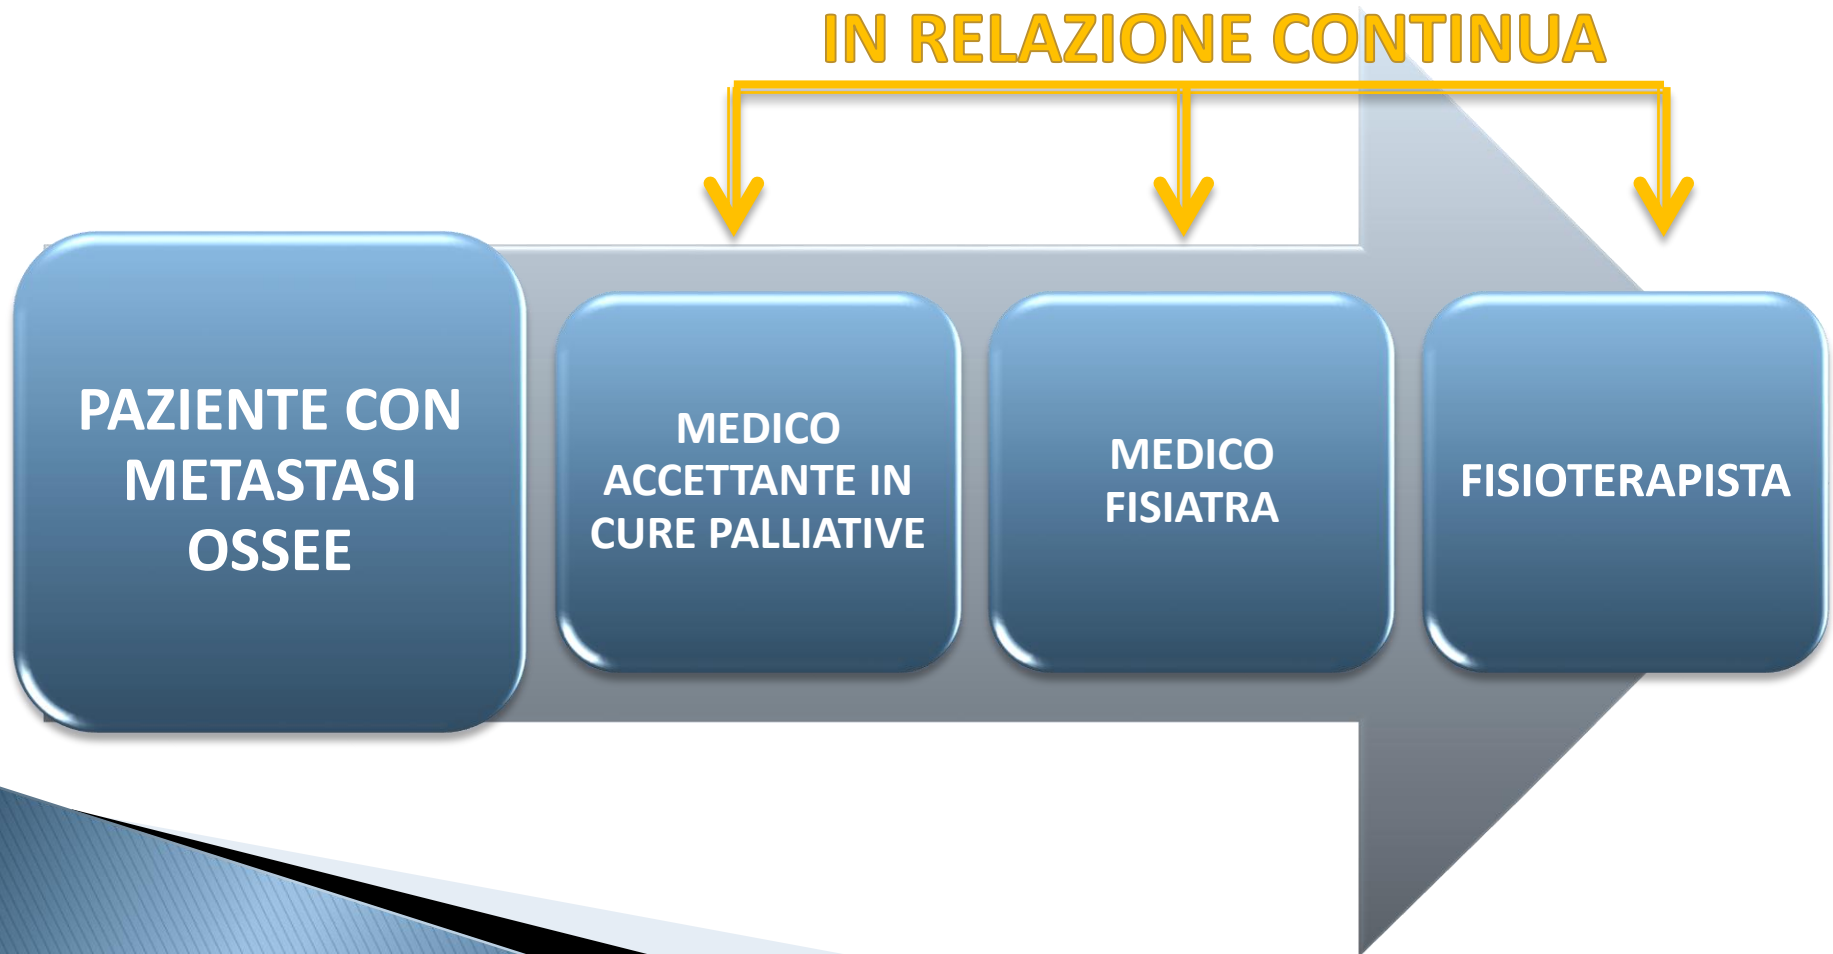 IN RELAZIONE CONTINUA
PAZIENTE CON
METASTASI
OSSEE
MEDICO
ACCETTANTE IN
CURE PALLIATIVE
MEDICO
FISIATRA
FISIOTERAPISTA